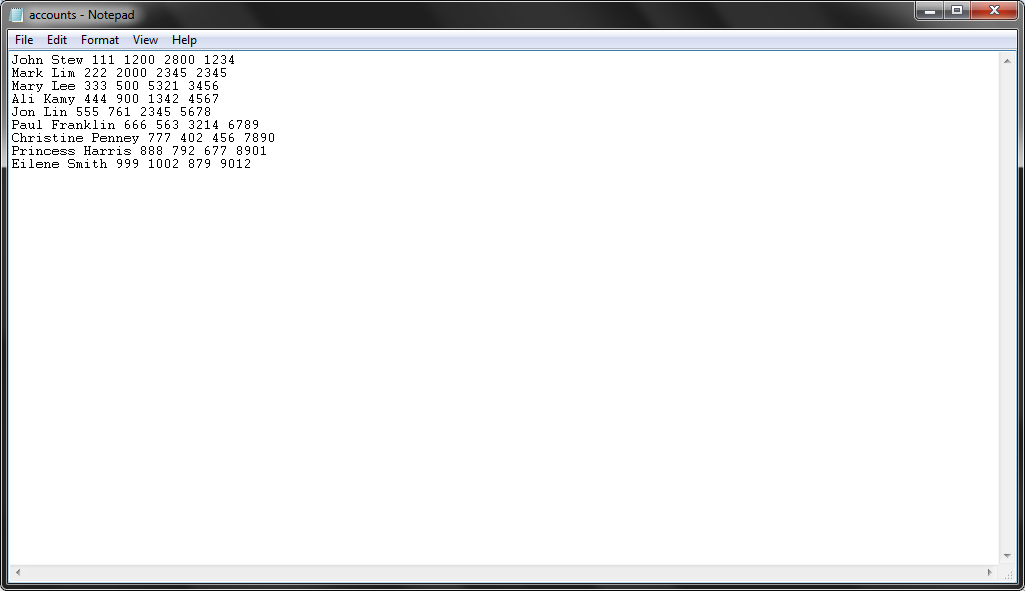 accounts - Notepad
File Edit Format View Help
John Stew 111 1200 2800 1234
Mark Lim 222 2000 2345 2345
Mary Lee 333 500 5321 3456
Ali Kamy 444 900 1342 4567
Jon Lin 555 761 2345 5678
Paul Franklin 666 563 3214 6789
Christine Penney 777 402 456 7890
Princess Harris 888 792 677 8901
Eilene Smith 999 1002 879 9012